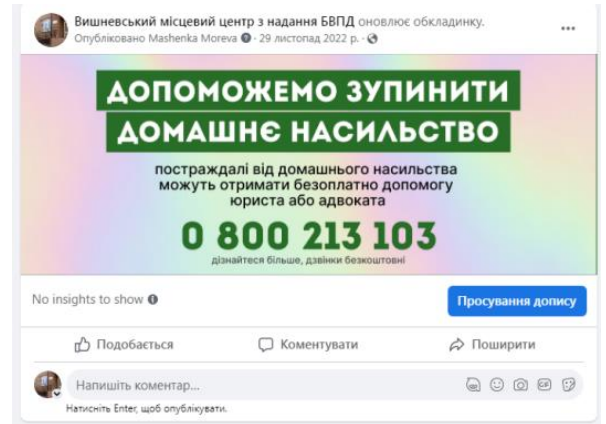 Вишневський місцевий центр з надання БВПД оновлює обкладинку.
Опубліковано Mashenka Moreva · 29 листопад 2022 р. ·
ДОПОМОЖЕМО ЗУПИНИТИ
ДОМАШНЄ НАСИЛЬСТВО
постраждалі від домашнього насильства
можуть отримати безоплатно допомогу
юриста або адвоката
0 800 213 103
дізнайтеся більше, дзвінки безкоштовні
No insights to show
Просування допису
Подобається Коментувати Поширити
Напишіть коментар...
GIF
Натисніть Enter, щоб опублікувати.